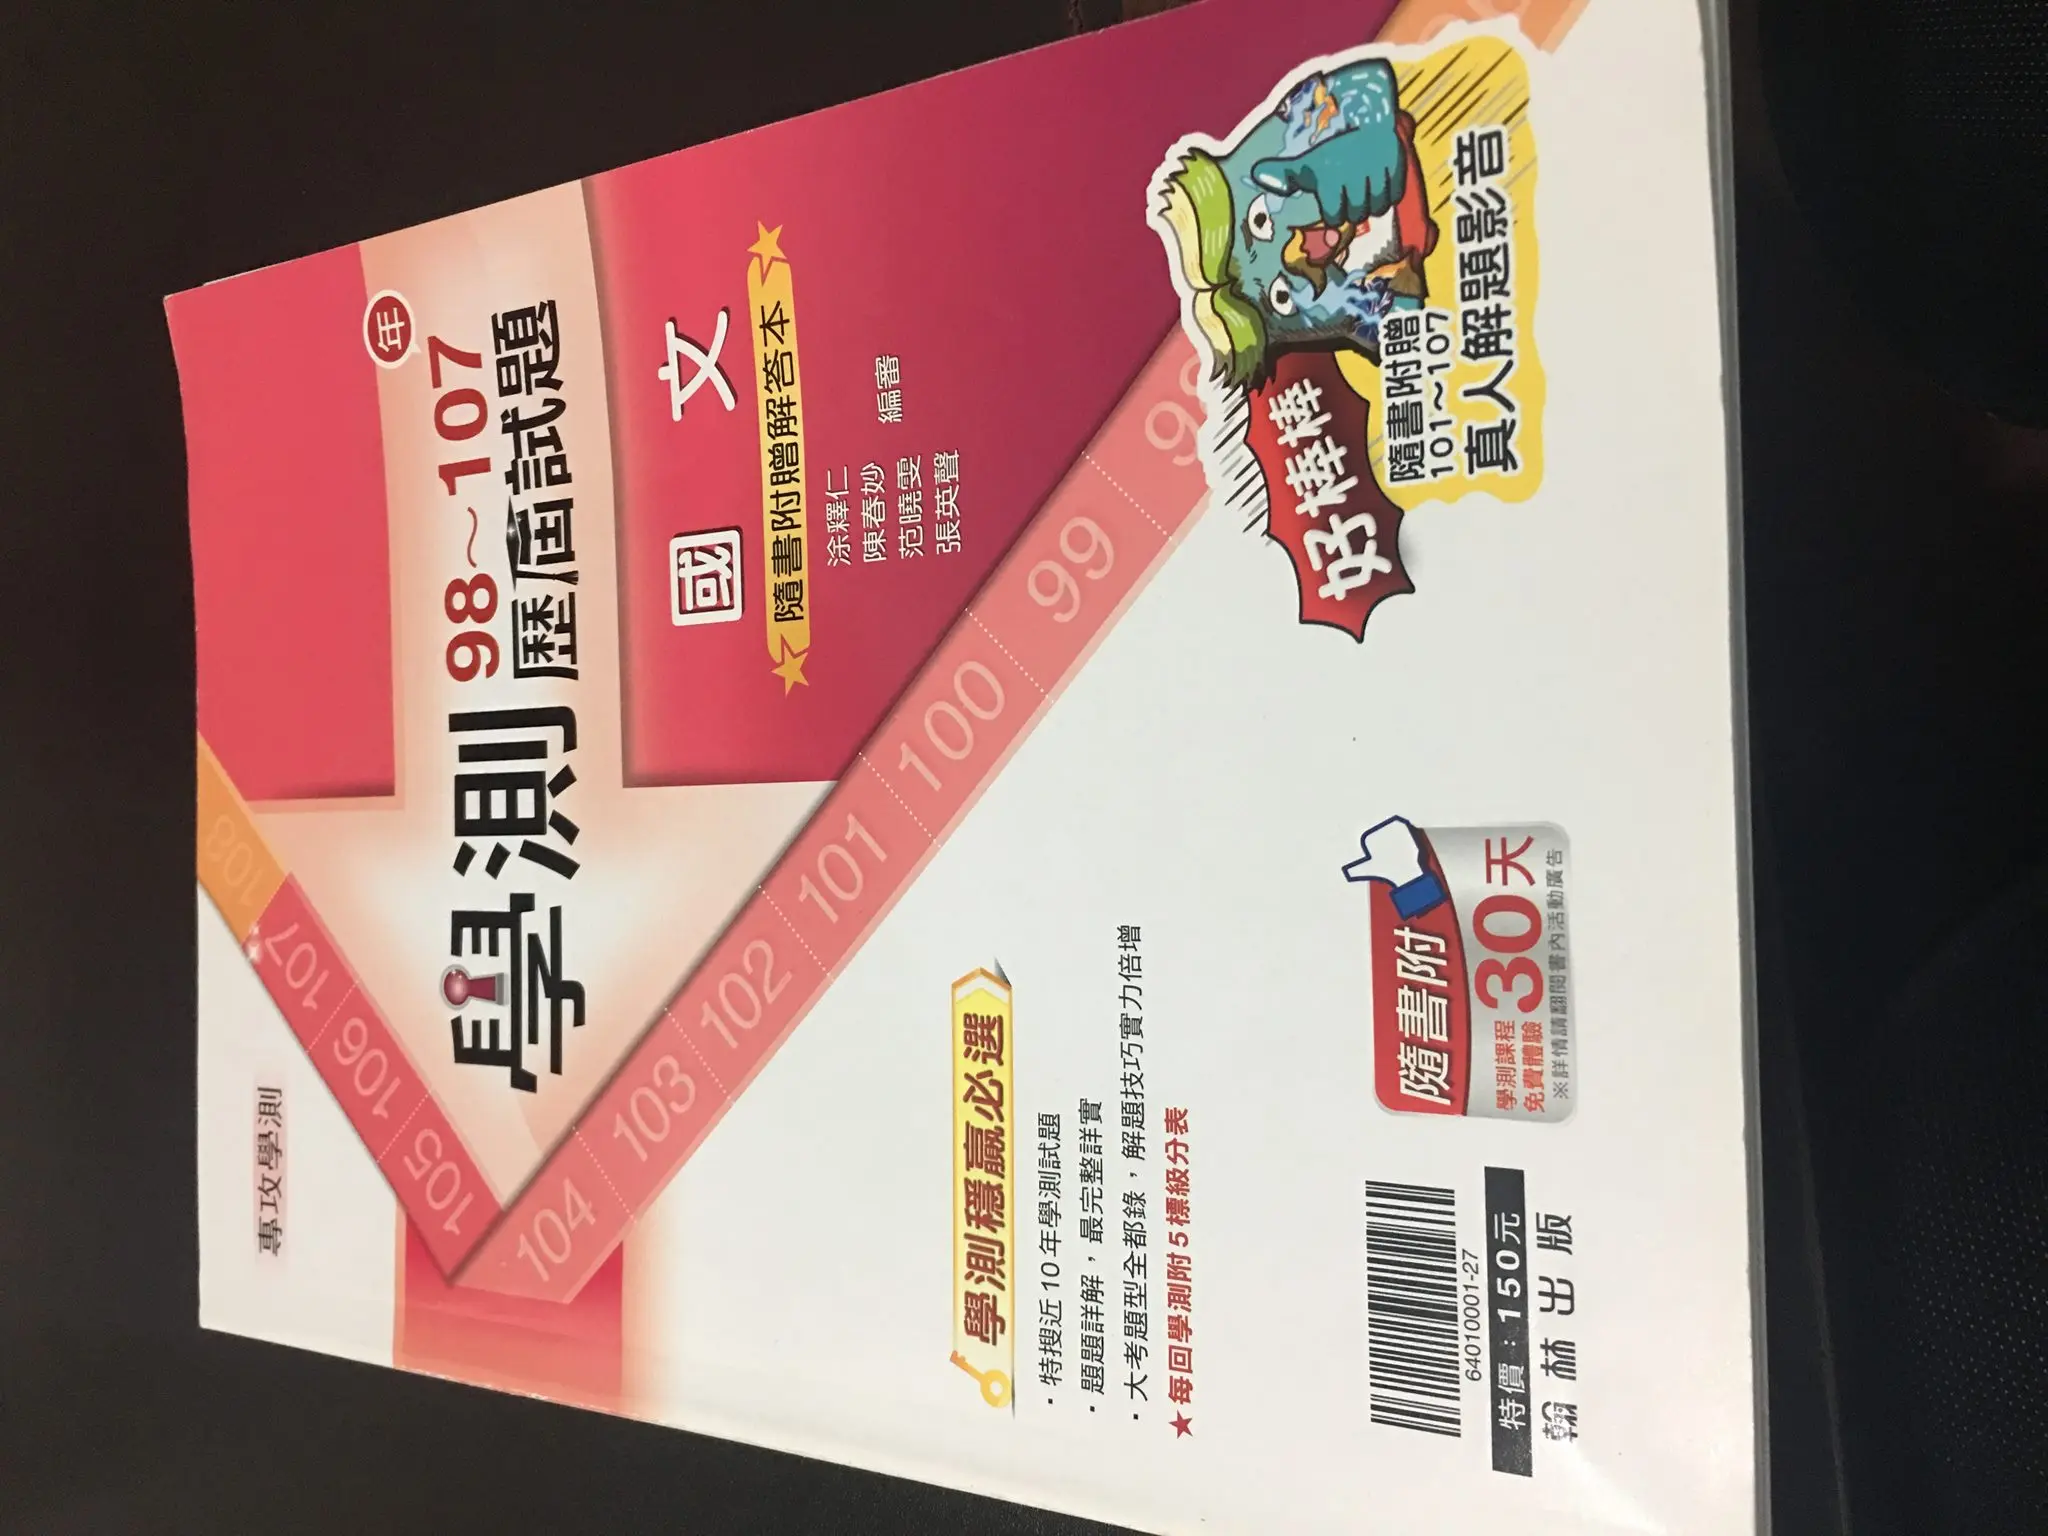 專攻學測
學測
98~107年
歷屆試題
國文
隨書附贈解答本
涂釋仁
陳春妙
范曉雯
張英聲
編審
108
107
106
105
104
103
102
101
100
99
98
學測穩贏必選
・特搜近10年學測試題
・題題詳解，最完整詳實
・大考題型全都錄，解題技巧實力倍增
★每回學測附5標級分表
好棒棒
隨書附贈
101~107
真人解題影音
隨書附
學測課程
免費體驗
30天
※詳情請翻閱書內活動廣告
64010001-27
特價：150元
翰林出版